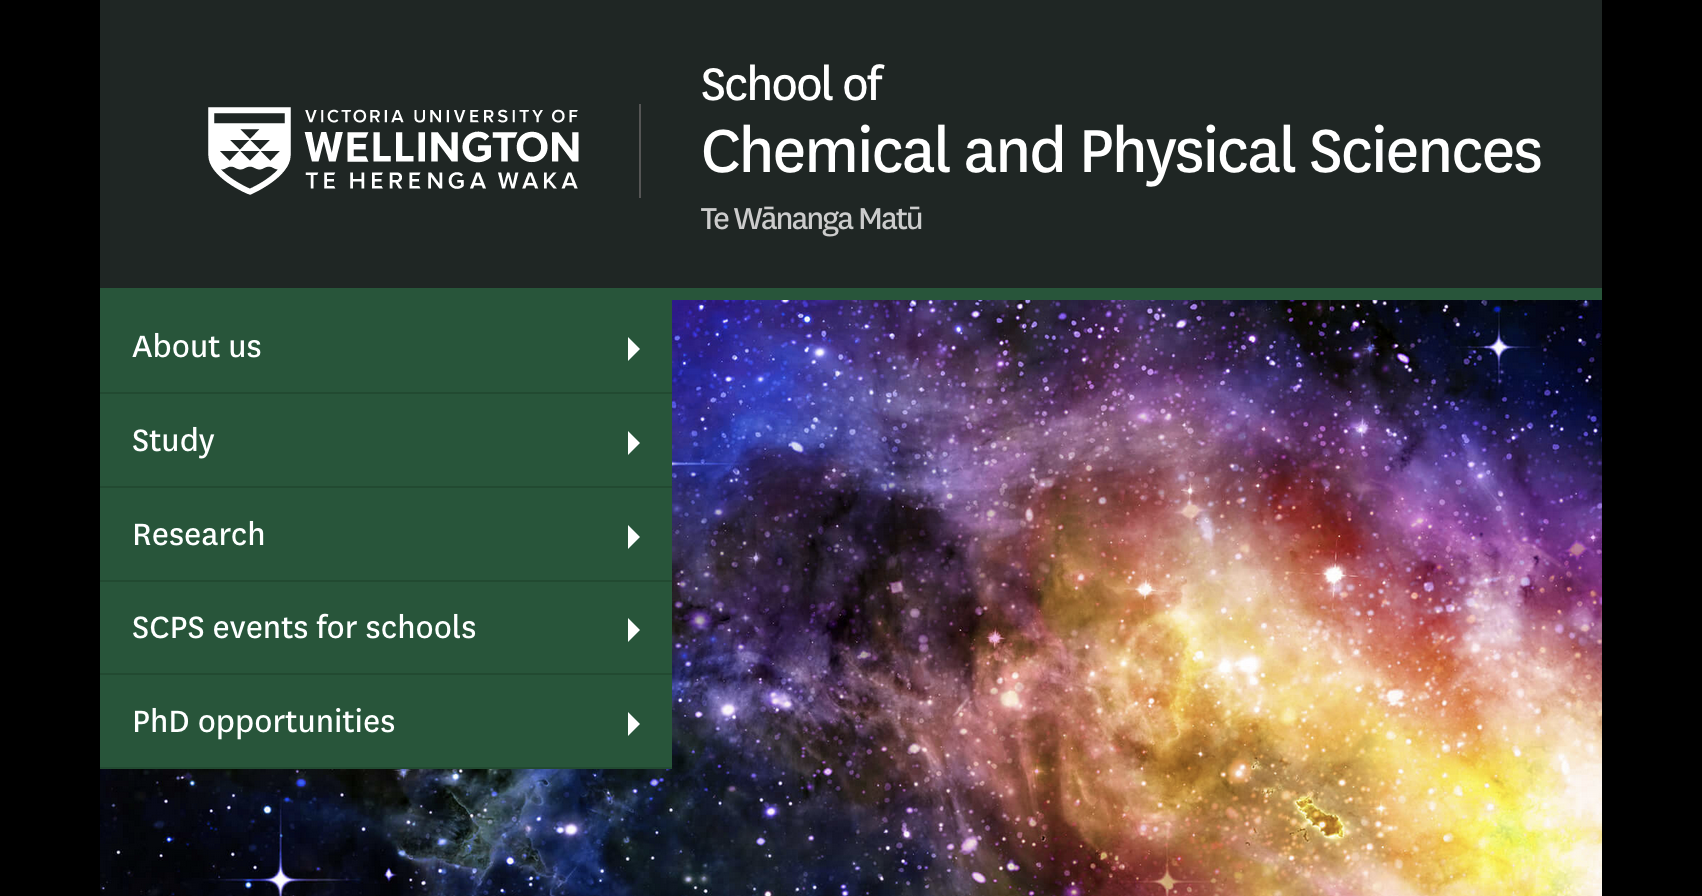 VICTORIA UNIVERSITY OF
WELLINGTON
TE HERENGA WAKA
School of
Chemical and Physical Sciences
Te Wānanga Matū
About us
Study
Research
SCPS events for schools
PhD opportunities